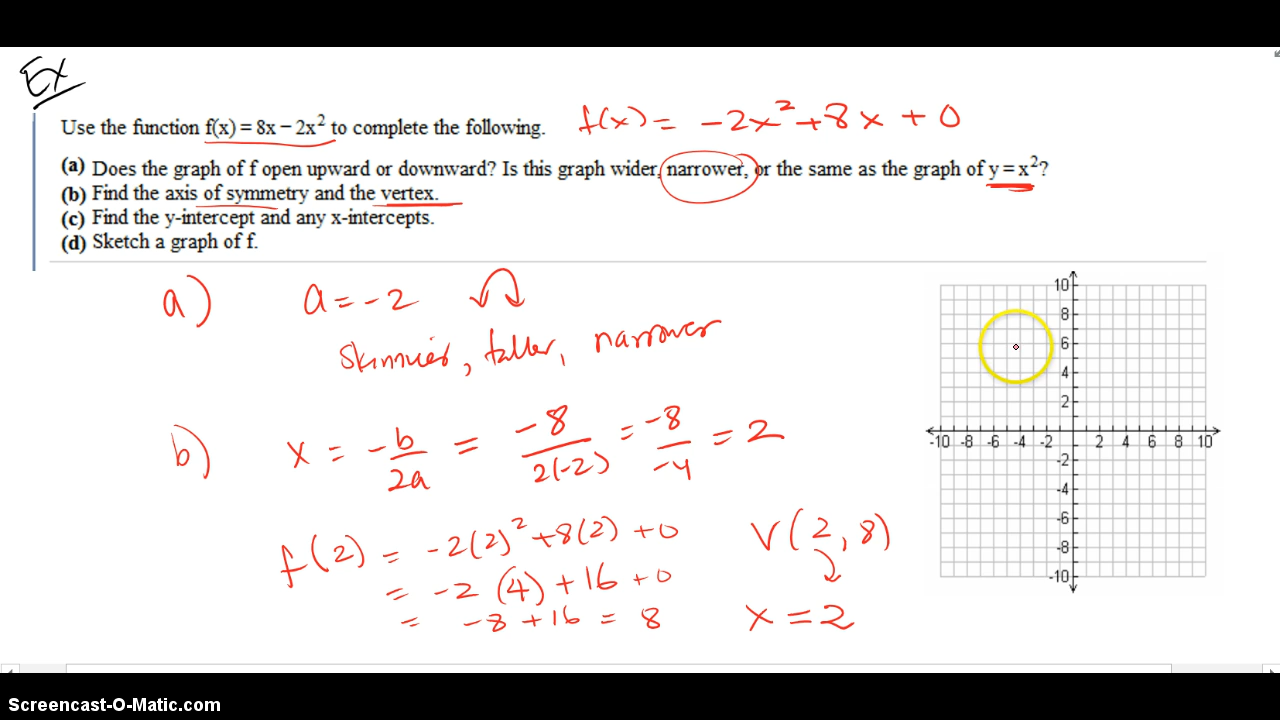 Ex
Use the function f(x) = 8x – 2x² to complete the following. f(x) = -2x² + 8x + 0
(a) Does the graph of f open upward or downward? Is this graph wider, narrower, or the same as the graph of y = x²?
(b) Find the axis of symmetry and the vertex.
(c) Find the y-intercept and any x-intercepts.
(d) Sketch a graph of f.
a) a = -2
skinnier, taller, narrower
b) x = -b/2a = -8/2(-2) = -8/-4 = 2
f(2) = -2(2)² + 8(2) + 0 V(2,8)
= -2 (4) + 16 + 0
= -8 + 16 = 8 x = 2
10
8
6
4
2
-10 -8 -6 -4 -2 2 4 6 8 10
-2
-4
-6
-8
-10
Screencast-O-Matic.com